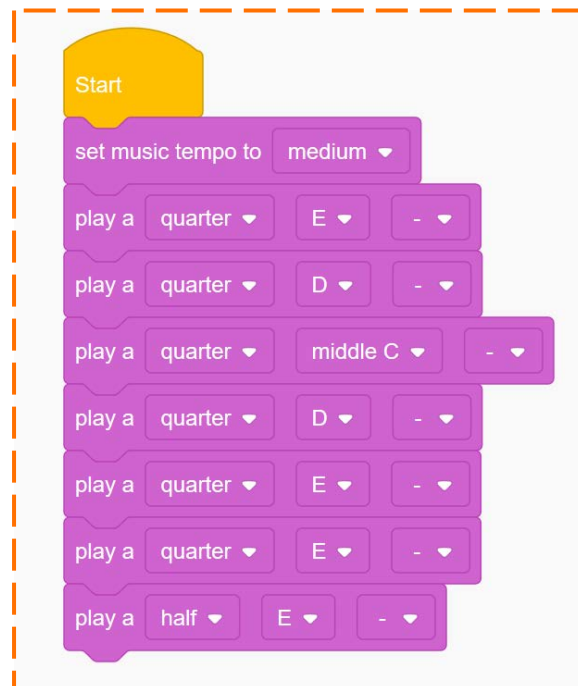 Start
set music tempo to medium
play a quarter E -
play a quarter D -
play a quarter middle C -
play a quarter D -
play a quarter E -
play a quarter E -
play a half E -